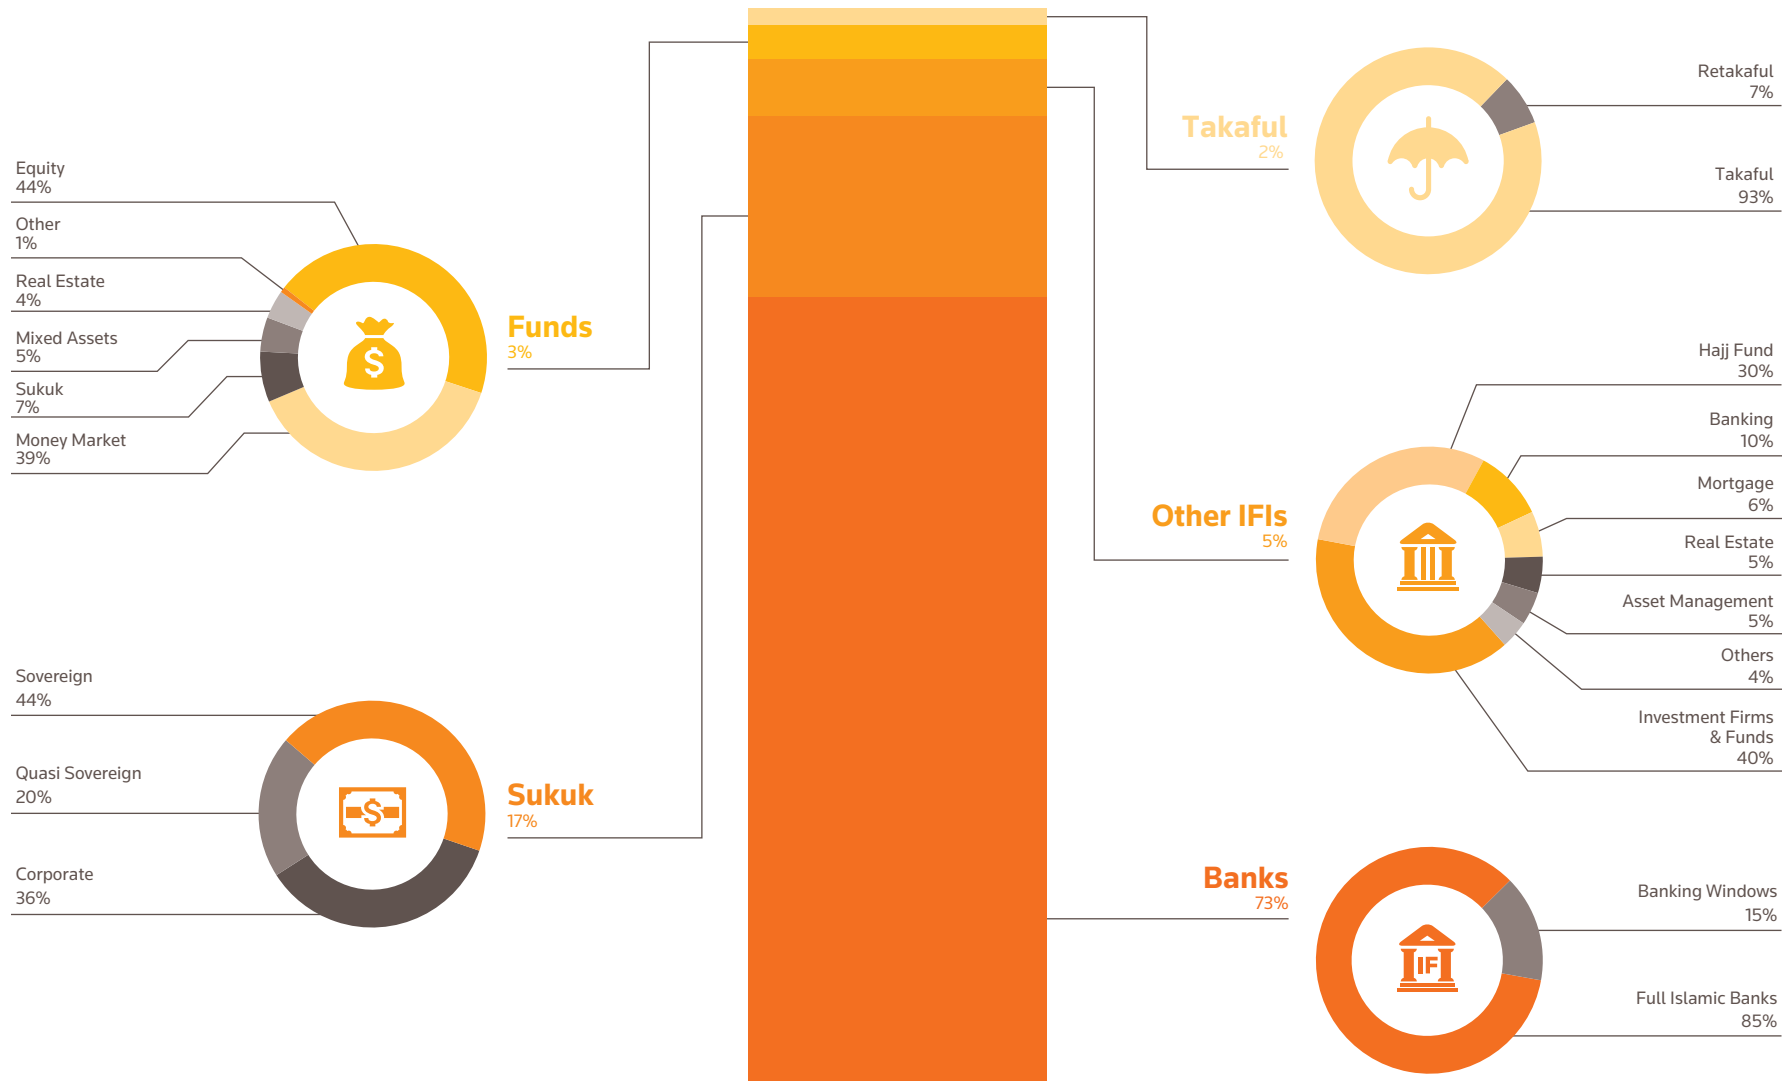 Equity
44%
Other
1%
Real Estate
4%
Mixed Assets
5%
Sukuk
7%
Money Market
39%
$
Funds
3%
Sovereign
44%
Quasi Sovereign
20%
Corporate
36%
$
Sukuk
17%
Takaful
2%
Retakaful
7%
Takaful
93%
Other IFIs
5%
Hajj Fund
30%
Banking
10%
Mortgage
6%
Real Estate
5%
Asset Management
5%
Others
4%
Investment Firms
& Funds
40%
Banks
73%
IF
Banking Windows
15%
Full Islamic Banks
85%